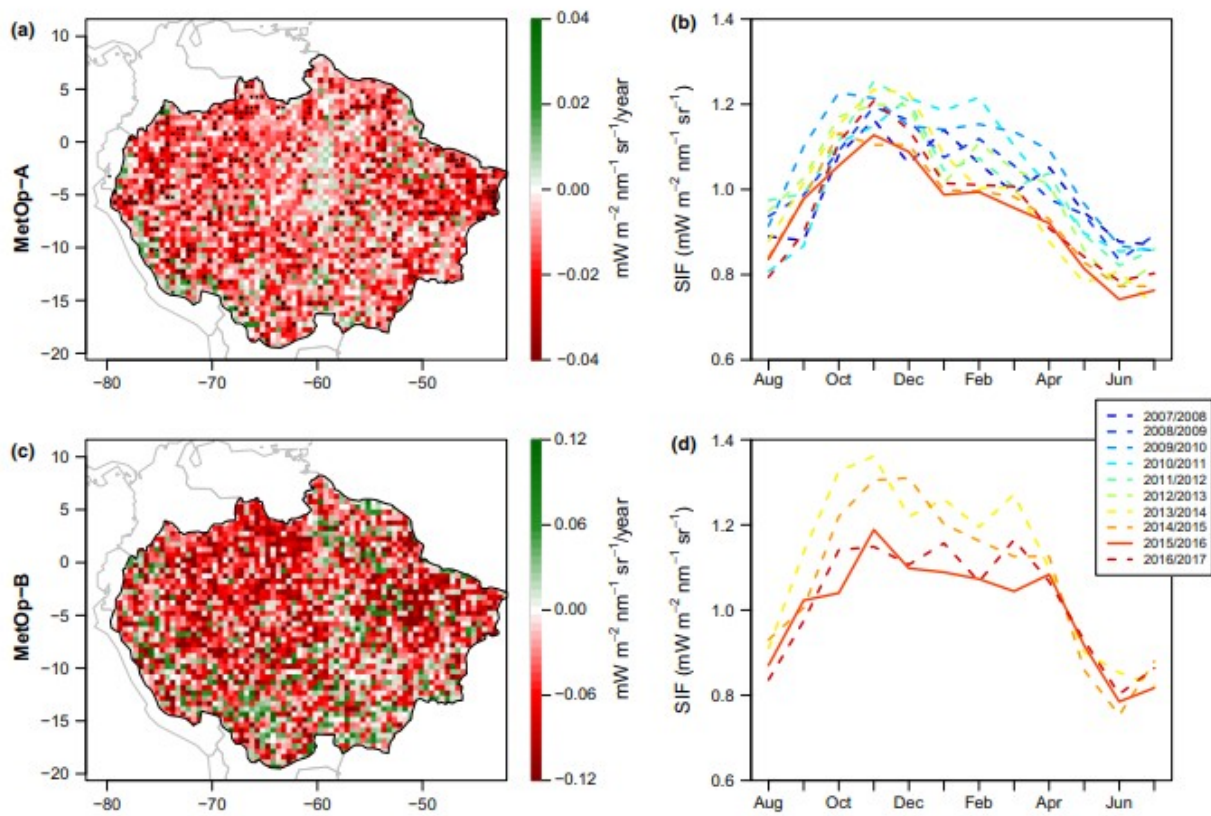 (a)
MetOp−A
10
5
0
−5
−10
−15
−20
−80
−70
−60
−50
0.04
0.02
0.00
−0.02
−0.04
mW m−2 nm−1 sr−1/year
(b)
SIF (mW m−2 nm−1 sr−1)
1.4
1.2
1.0
0.8
0.6
Aug
Oct
Dec
Feb
Apr
Jun
(c)
MetOp−B
10
5
0
−5
−10
−15
−20
−80
−70
−60
−50
0.12
0.06
0.00
−0.06
−0.12
mW m−2 nm−1 sr−1/year
(d)
SIF (mW m−2 nm−1 sr−1)
1.4
1.2
1.0
0.8
0.6
Aug
Oct
Dec
Feb
Apr
Jun
2007/2008
2008/2009
2009/2010
2010/2011
2011/2012
2012/2013
2013/2014
2014/2015
2015/2016
2016/2017